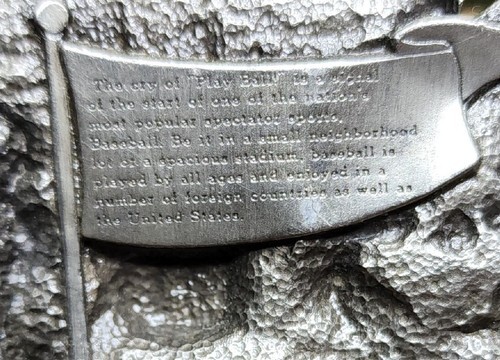 The cry of "Play Ball" is a signal
of the start of one of the nation's
most popular spectator sports,
Baseball. Be it in a small neighborhood
lot or a spacious stadium, baseball is
played by all ages and enjoyed in a
number of foreign countries as well as
the United States.